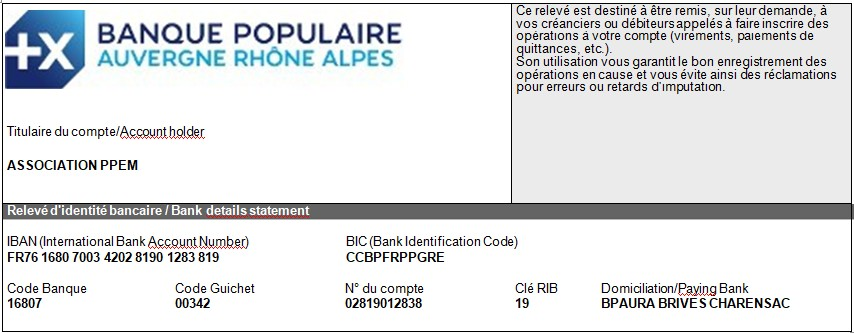 +X BANQUE POPULAIRE
AUVERGNE RHÔNE ALPES
Ce relevé est destiné à être remis, sur leur demande, à
vos créanciers ou débiteurs appelés à faire inscrire des
opérations à votre compte (virements, paiements de
quittances, etc.).
Son utilisation vous garantit le bon enregistrement des
opérations en cause et vous évite ainsi des réclamations
pour erreurs ou retards d'imputation.
Titulaire du compte/Account holder
ASSOCIATION PPEM
Relevé d'identité bancaire / Bank details statement
IBAN (International Bank Account Number) BIC (Bank Identification Code)
FR76 1680 7003 4202 8190 1283 819 CCBPFRPPGRE
Code Banque Code Guichet N° du compte Clé RIB Domiciliation/Paying Bank
16807 00342 02819012838 19 BPAURA BRIVES CHARENSAC